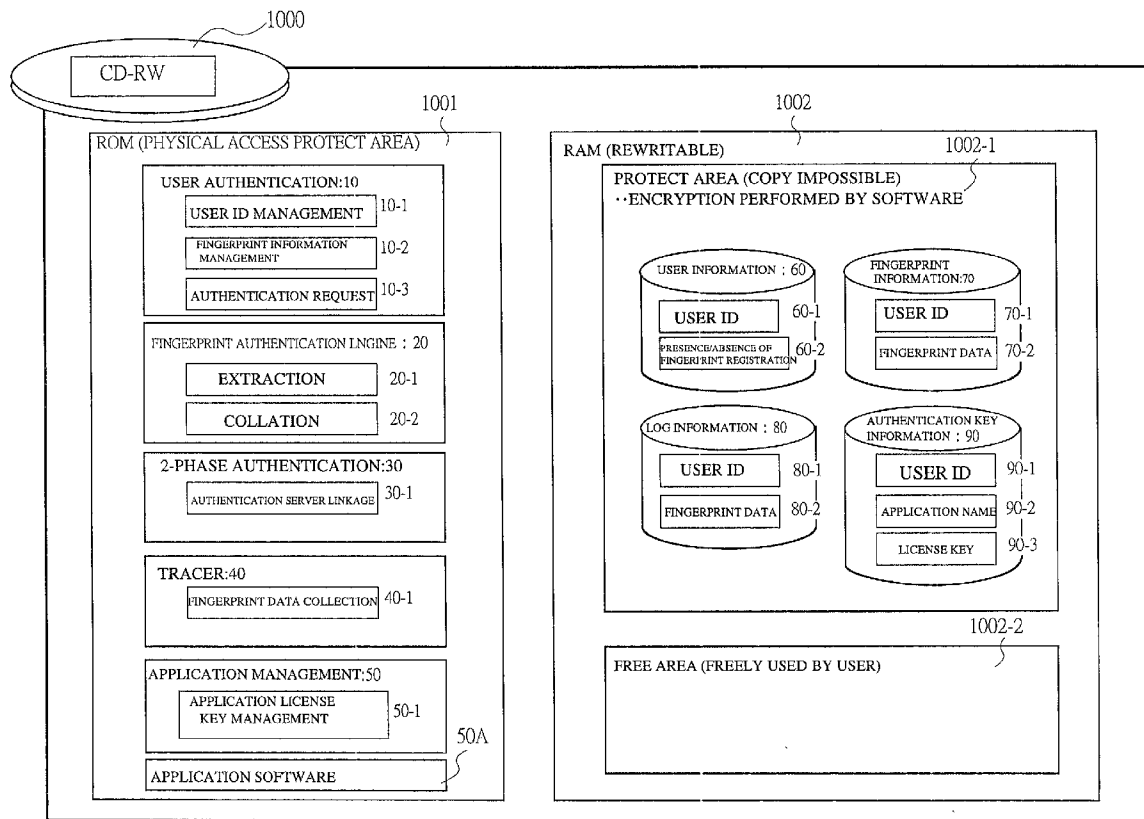 1000
CD-RW
1001
ROM (PHYSICAL ACCESS PROTECT AREA)
USER AUTHENTICATION:10
USER ID MANAGEMENT
10-1
FINGERPRINT INFORMATION
MANAGEMENT
10-2
AUTHENTICATION REQUEST
10-3
FINGERPRINT AUTHENTICATION LNGINE : 20
EXTRACTION
20-1
COLLATION
20-2
2-PHASE AUTHENTICATION:30
AUTHENTICATION SERVER LINKAGE
30-1
TRACER:40
FINGERPRINT DATA COLLECTION
40-1
APPLICATION MANAGEMENT:50
APPLICATION LICENSE
KEY MANAGEMENT
50-1
50A
APPLICATION SOFTWARE
1002
RAM (REWRITABLE)
1002-1
PROTECT AREA (COPY IMPOSSIBLE)
··ENCRYPTION PERFORMED BY SOFTWARE
USER INFORMATION : 60
USER ID
60-1
PRESENCE/ABSENCE OF
FINGERPRINT REGISTRATION
60-2
FINGERPRINT
INFORMATION:70
USER ID
70-1
FINGERPRINT DATA
70-2
LOG INFORMATION : 80
USER ID
80-1
FINGERPRINT DATA
80-2
AUTHENTICATION KEY
INFORMATION : 90
USER ID
90-1
APPLICATION NAME
90-2
LICENSE KEY
90-3
1002-2
FREE AREA (FREELY USED BY USER)